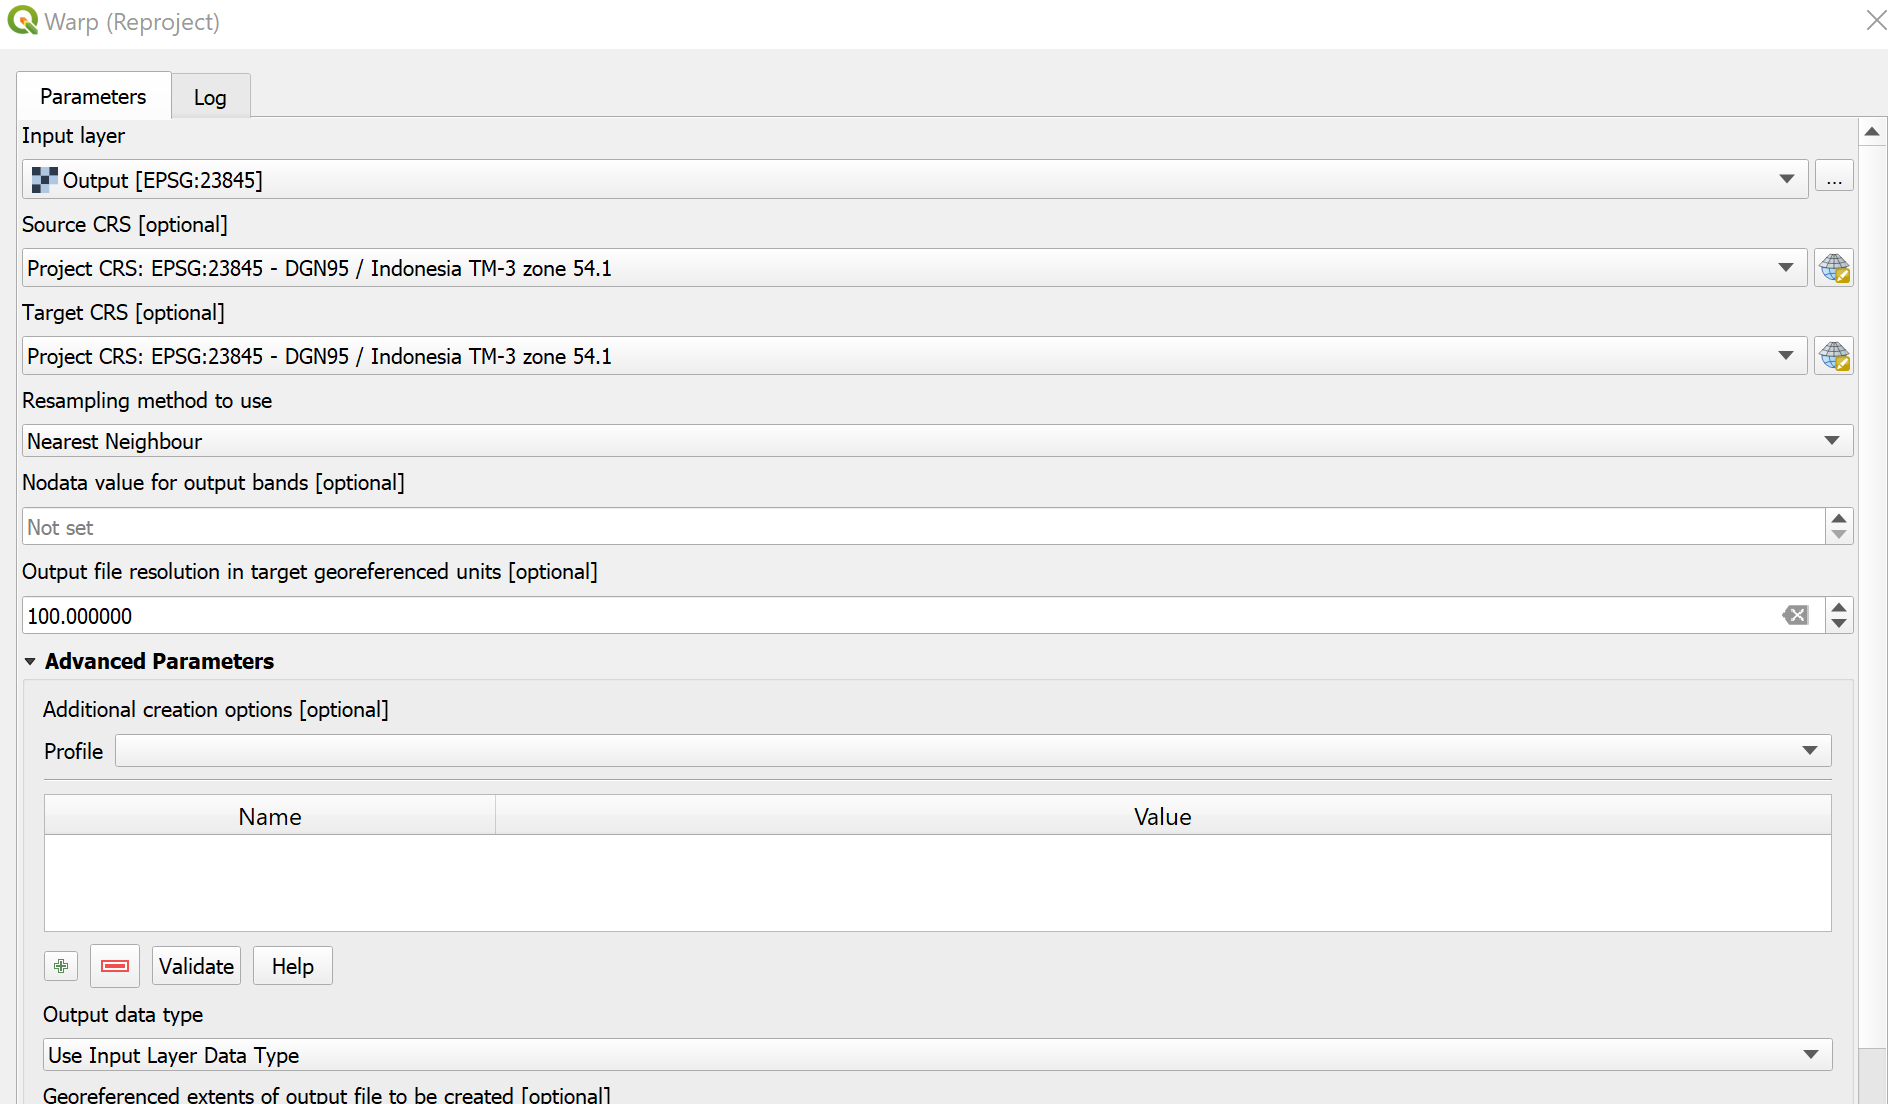 Warp (Reproject)
Parameters
Log
Input layer
Output [EPSG:23845]
...
Source CRS [optional]
Project CRS: EPSG:23845 - DGN95 / Indonesia TM-3 zone 54.1
Target CRS [optional]
Project CRS: EPSG:23845 - DGN95 / Indonesia TM-3 zone 54.1
Resampling method to use
Nearest Neighbour
Nodata value for output bands [optional]
Not set
Output file resolution in target georeferenced units [optional]
100.000000
Advanced Parameters
Additional creation options [optional]
Profile
Name
Value
Validate
Help
Output data type
Use Input Layer Data Type
Georeferenced extents of output file to be created [optional]